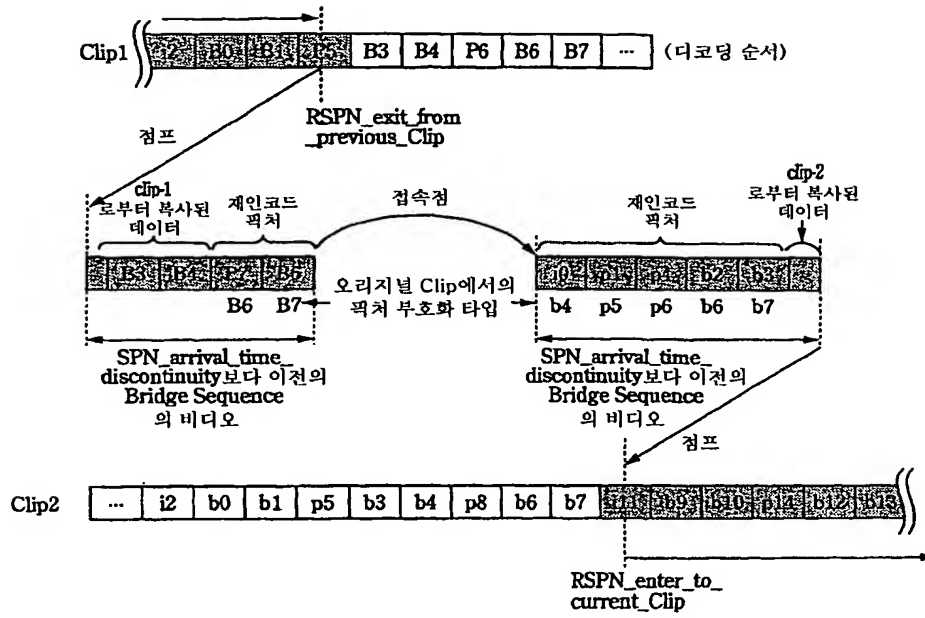 Clip1 i2 B0 B1 P5 B3 B4 P6 B6 B7 ... (디코딩 순서)
RSPN_exit_from
_previous_Clip
점프
clip-1
로부터 복사된
데이터
재인코드
픽처
접속점
재인코드
픽처
clip-2
로부터 복사된
데이터
B3 B4 B6
i0 p1 b2 b3
B6 B7
오리지널 Clip에서의
픽처 부호화 타입
b4 p5 p6 b6 b7
SPN_arrival_time_
discontinuity보다 이전의
Bridge Sequence
의 비디오
SPN_arrival_time_
discontinuity보다 이전의
Bridge Sequence
의 비디오
점프
Clip2 ... i2 b0 b1 p5 b3 b4 p8 b6 b7 i11 b9 b10 p14 b12 b13
RSPN_enter_to_
current_Clip